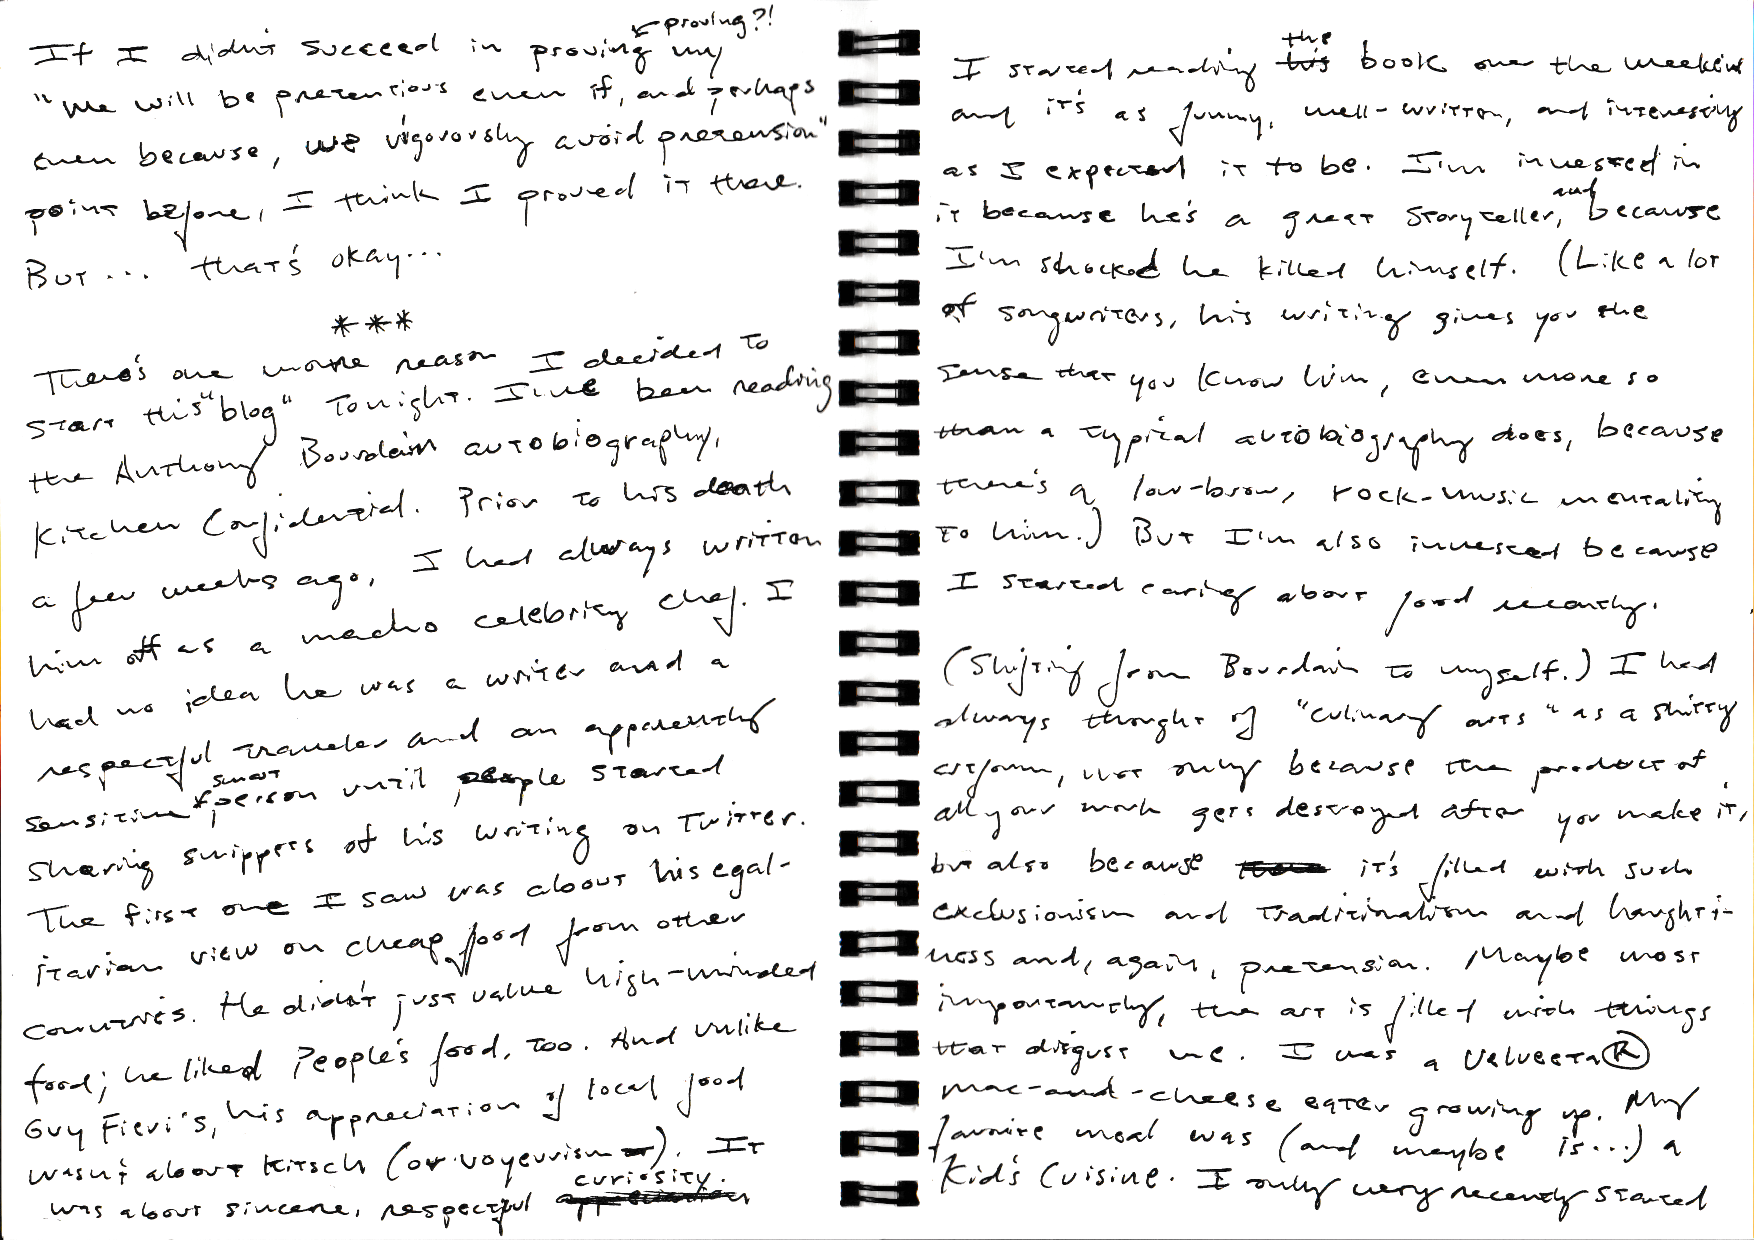 ← proving?!
If I didn't succeed in proving my
"we will be pretentious even if, and perhaps
even because, we vigorously avoid pretension"
point before, I think I proved it there.
But... that's okay...
***
There's one more reason I decided to
start this "blog" tonight. I've been reading
the Anthony Bourdain autobiography,
Kitchen Confidential. Prior to his death
a few weeks ago, I had always written
him off as a macho celebrity chef. I
had no idea he was a writer and a
respectful traveler and an apparently
smart
sensitive person until people started
sharing snippets of his writing on Twitter.
The first one I saw was about his egal-
itarian view on cheap food from other
countries. He didn't just value high-minded
food; he liked People's food, too. And unlike
Guy Fieri's, his appreciation of local food
wasn't about kitsch (or voyeurism). It
curiosity.
was about sincere, respectful appreciation
the
I started reading his book over the weekend
and it's as funny, well-written, and interesting
as I expected it to be. I'm invested in
and
it because he's a great storyteller, because
I'm shocked he killed himself. (Like a lot
of songwriters, his writing gives you the
sense that you know him, even more so
than a typical autobiography does, because
there's a low-brow, rock-music mentality
to him.) But I'm also invested because
I started caring about food recently.
(Shifting from Bourdain to myself.) I had
always thought of "culinary arts" as a shitty
artform, not only because the product of
all your work gets destroyed after you make it,
but also because it's filled with such
exclusionism and traditionalism and haughti-
ness and, again, pretension. Maybe most
importantly, the art is filled with things
that disgust me. I was a Velveeta®
mac-and-cheese eater growing up. My
favorite meal was (and maybe is...) a
Kid's Cuisine. I only very recently started